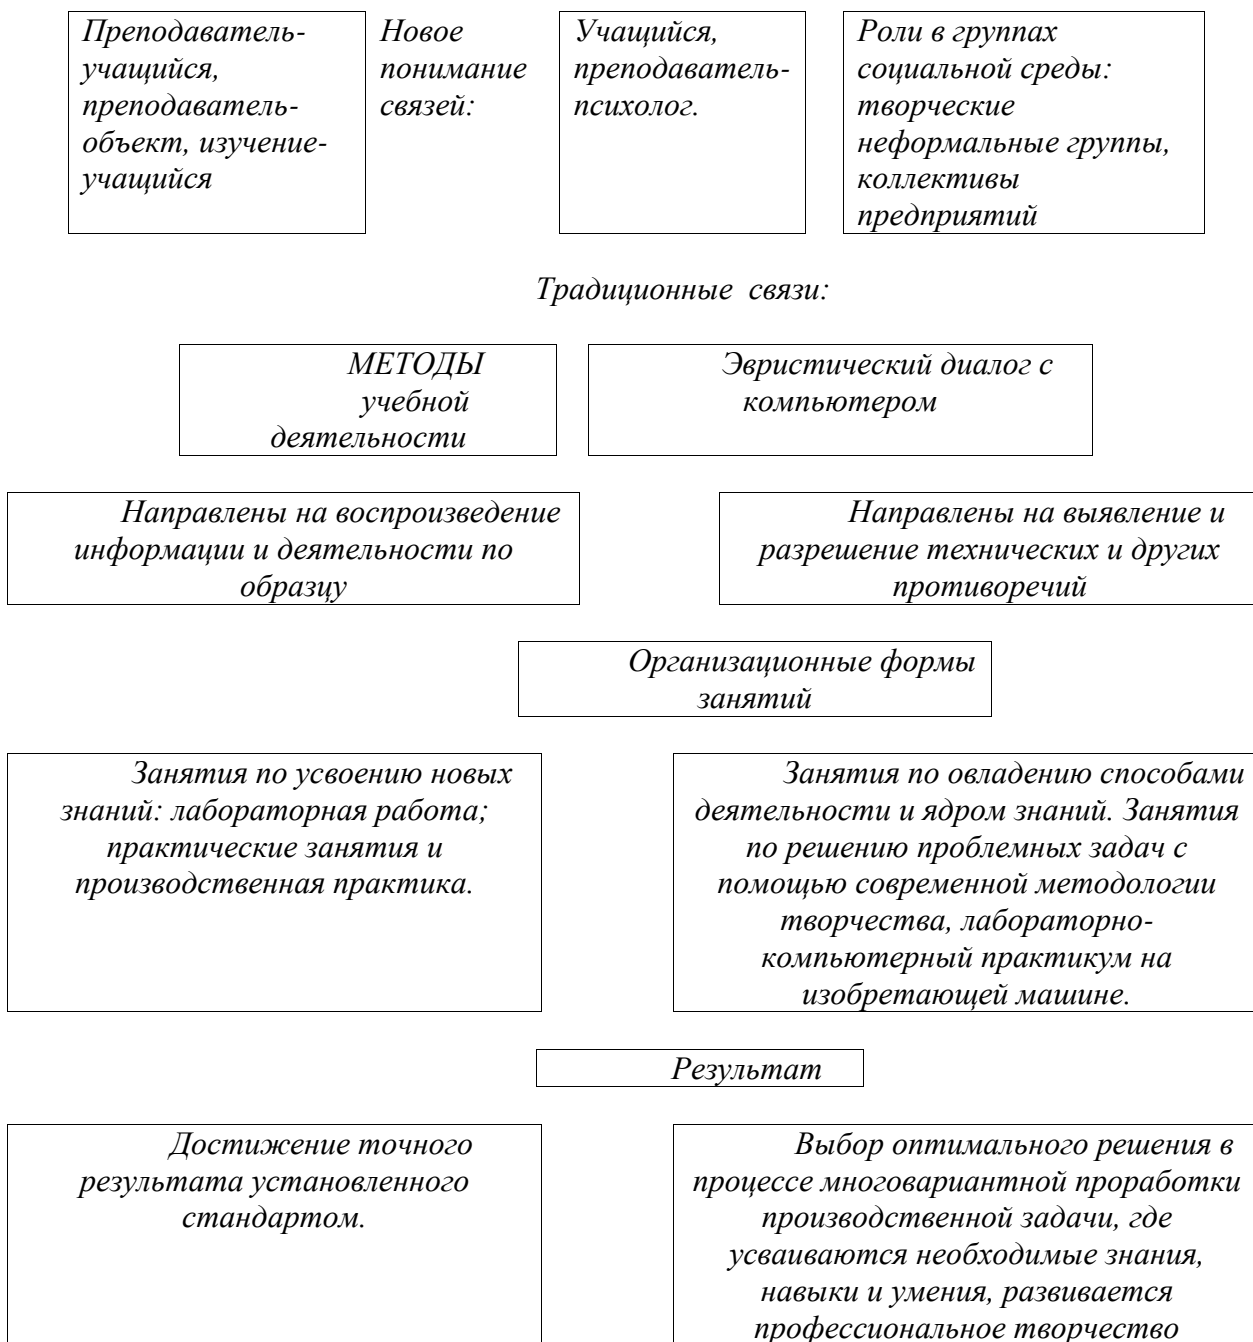 Преподаватель-
учащийся,
преподаватель-
объект, изучение-
учащийся
Новое
понимание
связей:
Учащийся,
преподаватель-
психолог.
Роли в группах
социальной среды:
творческие
неформальные группы,
коллективы
предприятий
Традиционные связи:
МЕТОДЫ
учебной
деятельности
Эвристический диалог с
компьютером
Направлены на воспроизведение
информации и деятельности по
образцу
Направлены на выявление и
разрешение технических и других
противоречий
Организационные формы
занятий
Занятия по усвоению новых
знаний: лабораторная работа;
практические занятия и
производственная практика.
Занятия по овладению способами
деятельности и ядром знаний. Занятия
по решению проблемных задач с
помощью современной методологии
творчества, лабораторно-
компьютерный практикум на
изобретающей машине.
Результат
Достижение точного
результата установленного
стандартом.
Выбор оптимального решения в
процессе многовариантной проработки
производственной задачи, где
усваиваются необходимые знания,
навыки и умения, развивается
профессиональное творчество